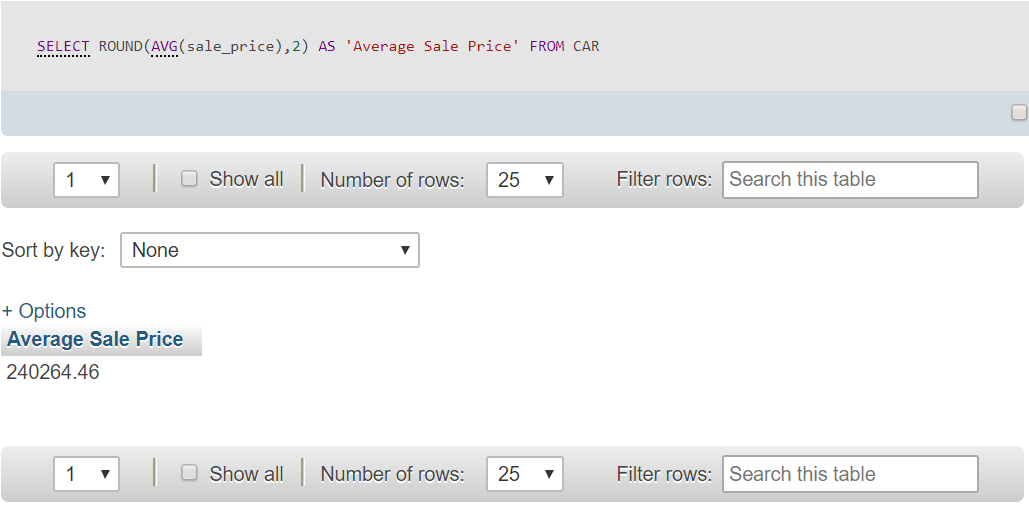 SELECT ROUND(AVG(sale_price),2) AS 'Average Sale Price' FROM CAR
1 Show all Number of rows: 25 Filter rows: Search this table
Sort by key: None
+ Options
Average Sale Price
240264.46
1 Show all Number of rows: 25 Filter rows: Search this table